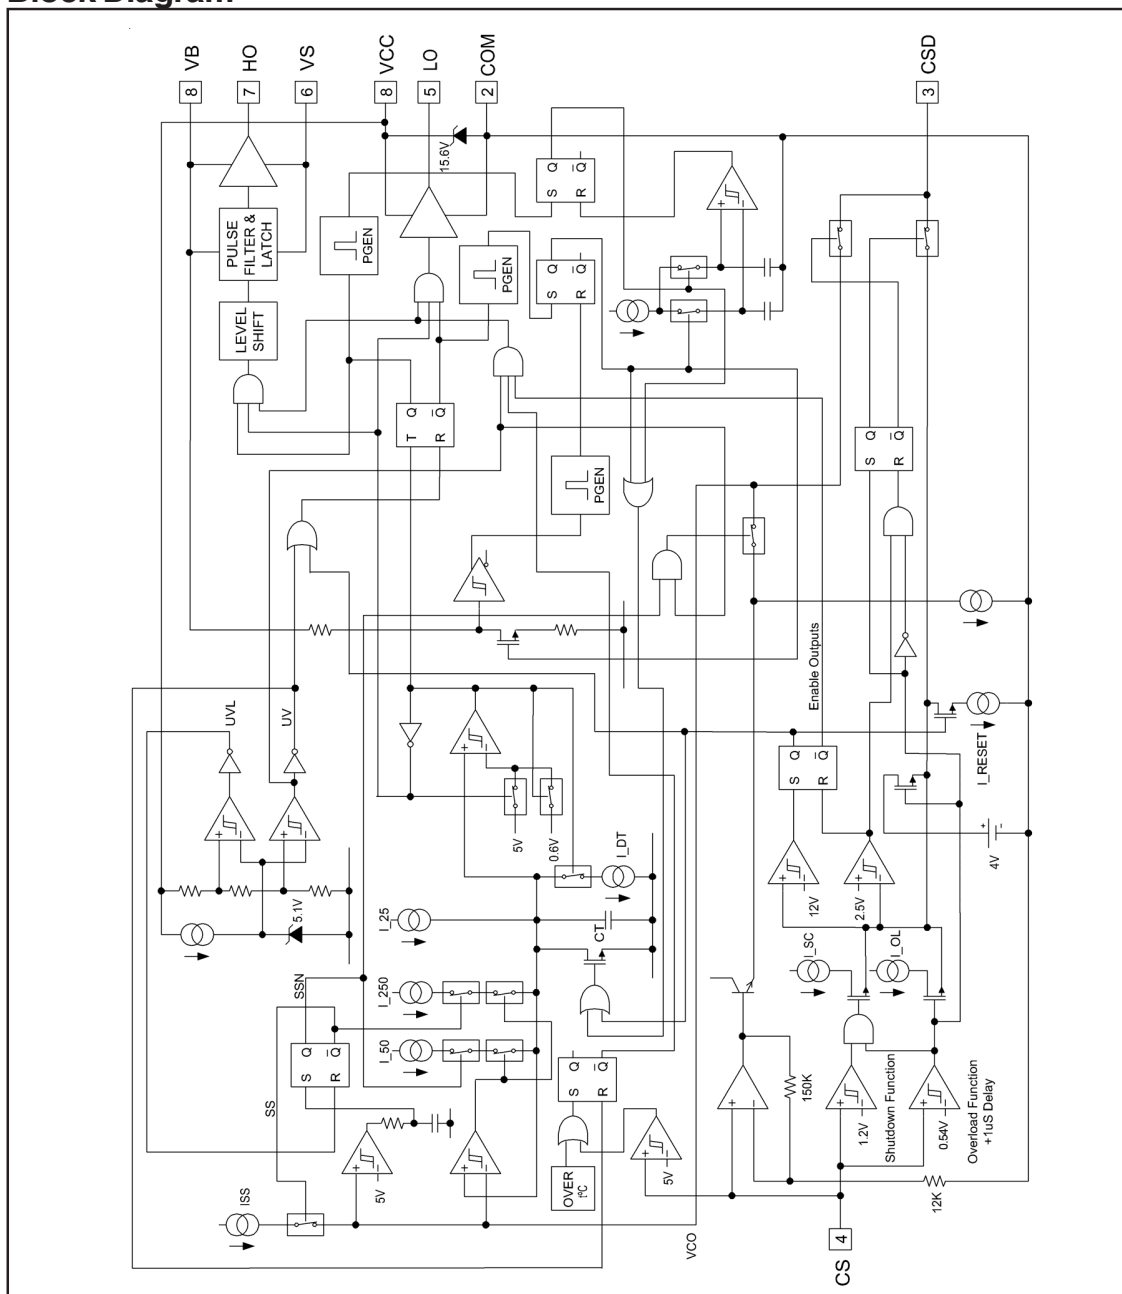 Block Diagram
VB
HO
VS
VCC
LO
COM
CSD
8
7
6
8
5
2
3
15.6V
PULSE
FILTER &
LATCH
PGEN
PGEN
S Q
R Q
S Q
R Q
LEVEL
SHIFT
T Q
R Q
S Q
R Q
PGEN
Enable Outputs
UVL
UV
5V
0.6V
I_DT
S Q
R Q
I_RESET
4V
5.1V
I_25
CT
12V
2.5V
I_SC
I_OL
SSN
I_250
I_50
SS
S Q
R Q
S Q
R Q
150K
1.2V
Shutdown Function
0.54V
Overload Function
+1uS Delay
5V
OVER
tºC
5V
12K
ISS
VCO
CS
4